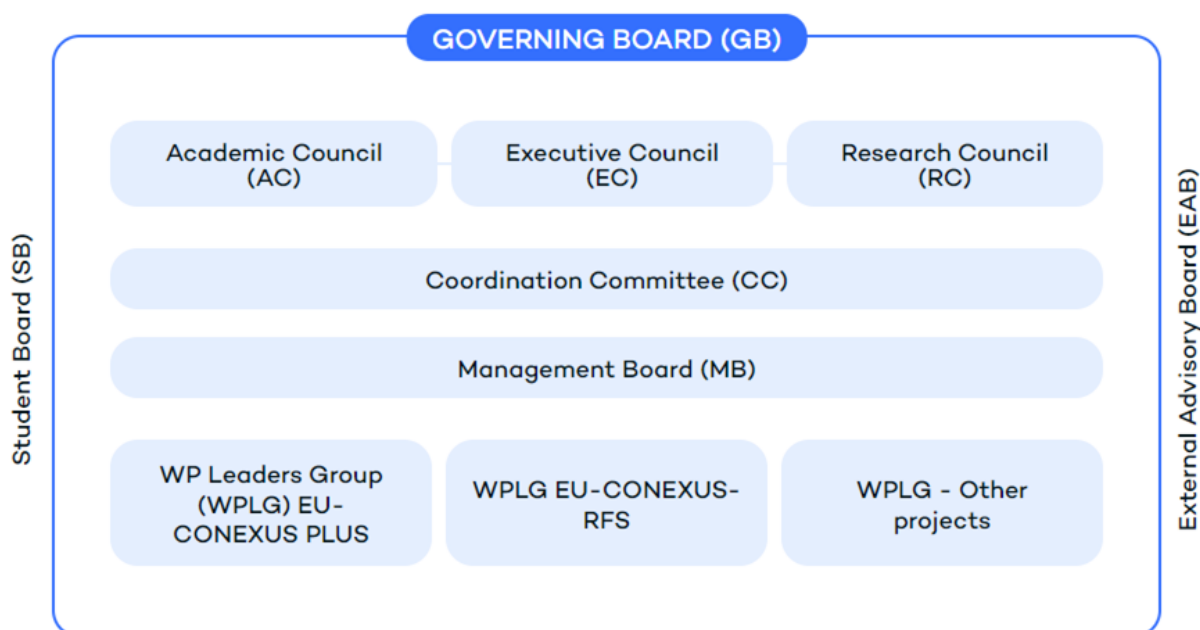 GOVERNING BOARD (GB)
Academic Council
(AC)
Executive Council
(EC)
Research Council
(RC)
Student Board (SB)
Coordination Committee (CC)
Management Board (MB)
External Advisory Board (EAB)
WP Leaders Group
(WPLG) EU-
CONEXUS PLUS
WPLG EU-CONEXUS-
RFS
WPLG - Other
projects